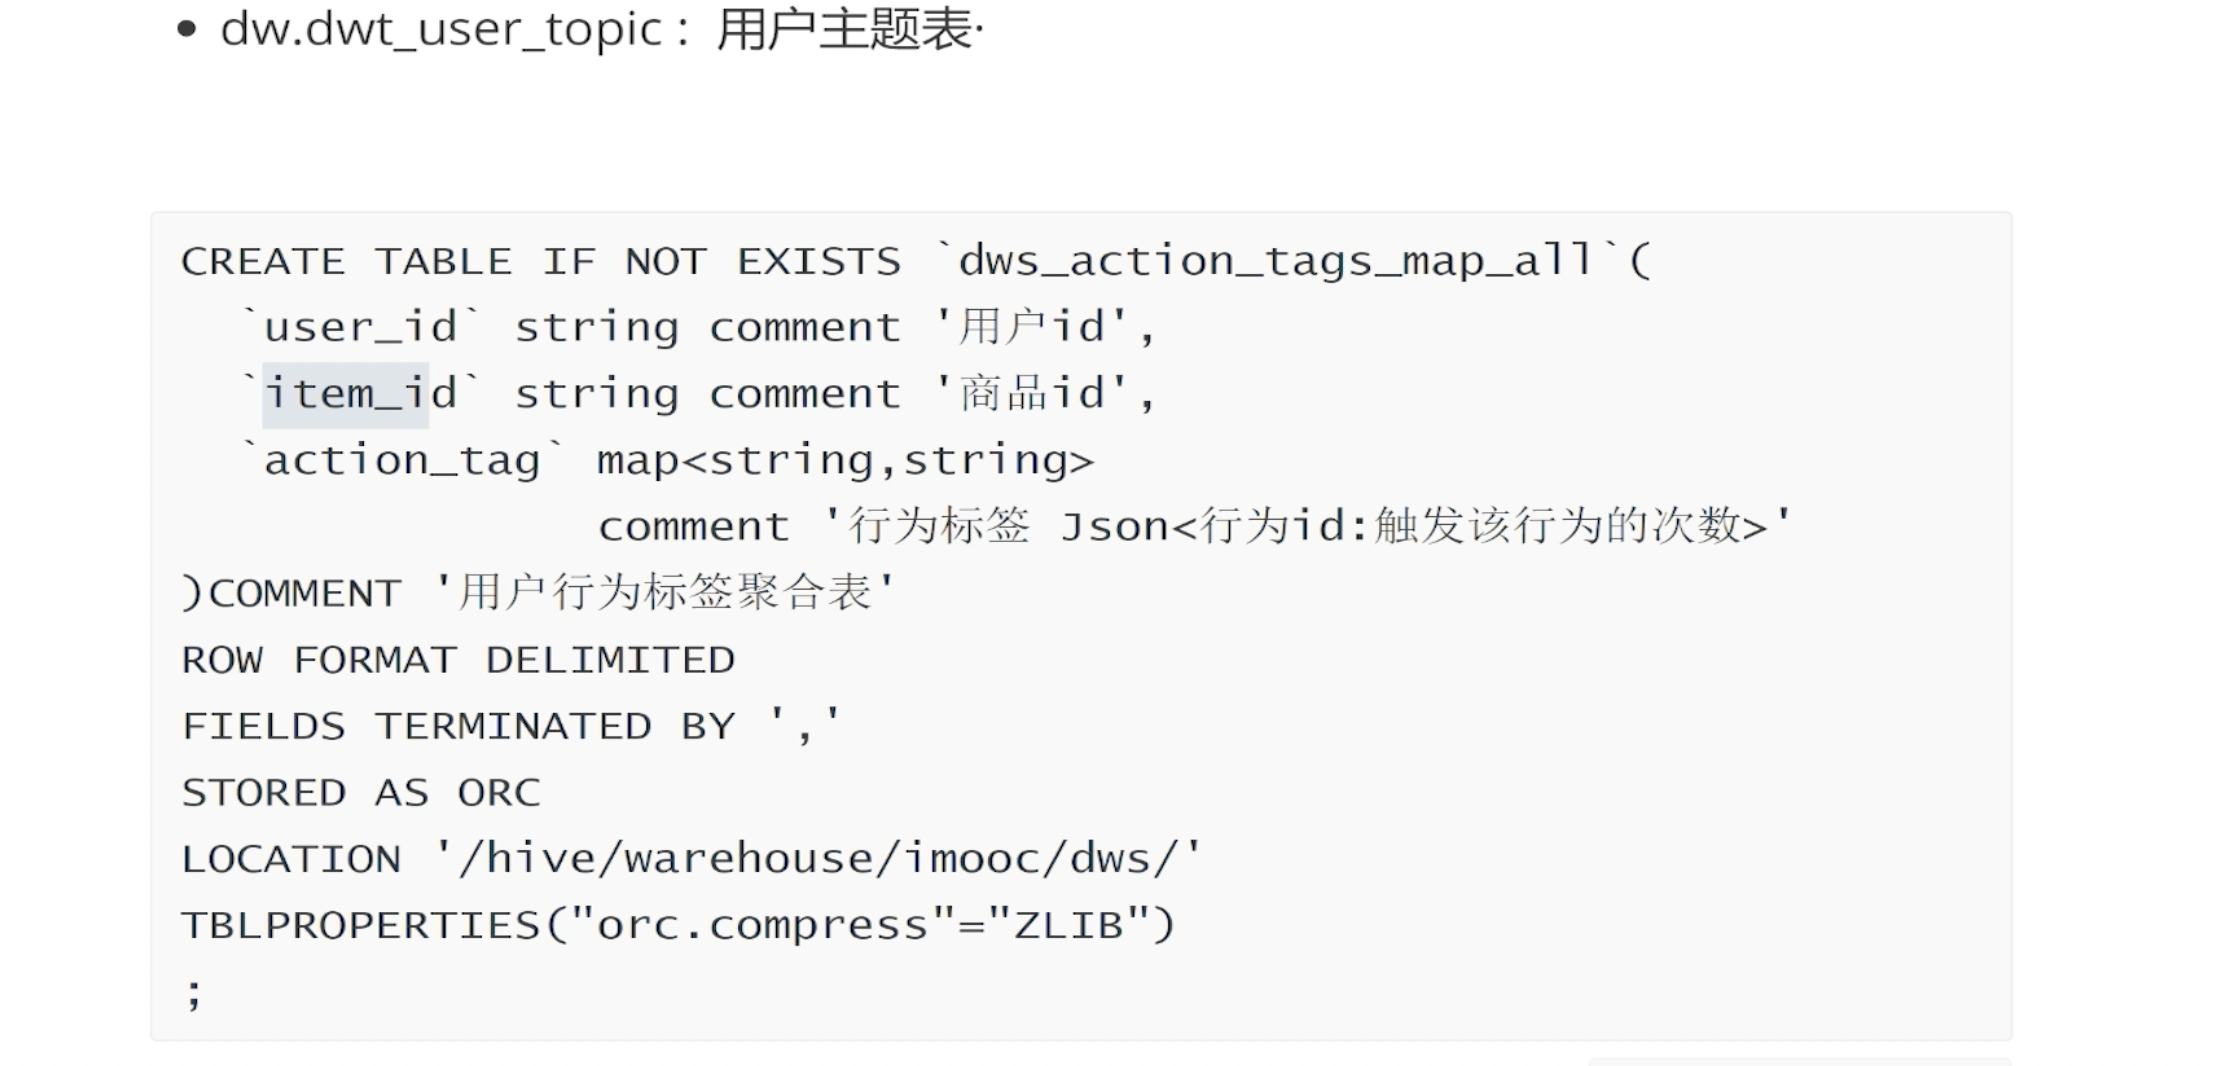 • dw.dwt_user_topic：用户主题表·
CREATE TABLE IF NOT EXISTS `dws_action_tags_map_all`(
`user_id` string comment '用户id',
`item_id` string comment '商品id',
`action_tag` map<string,string>
comment '行为标签 Json<行为id:触发该行为的次数>'
)COMMENT '用户行为标签聚合表'
ROW FORMAT DELIMITED
FIELDS TERMINATED BY ','
STORED AS ORC
LOCATION '/hive/warehouse/imooc/dws/'
TBLPROPERTIES("orc.compress"="ZLIB")
;